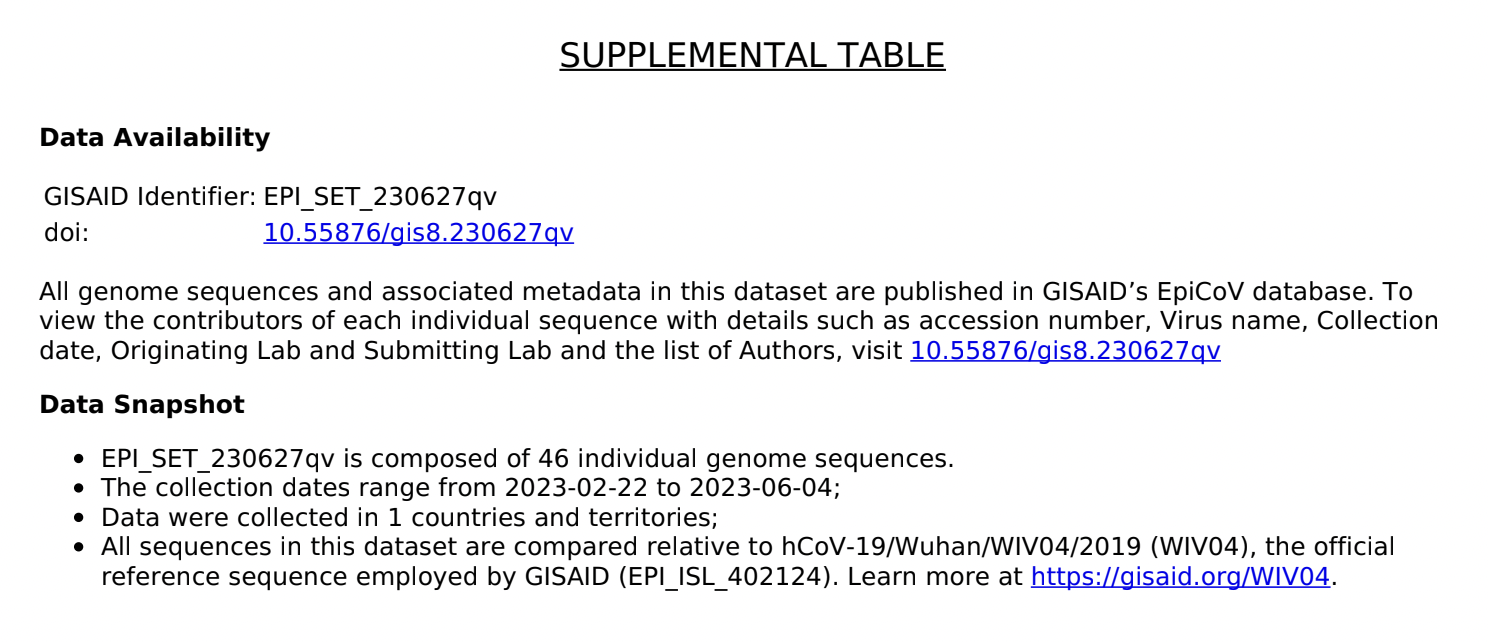 SUPPLEMENTAL TABLE
Data Availability
GISAID Identifier: EPI_SET_230627qv
doi: 10.55876/gis8.230627qv
All genome sequences and associated metadata in this dataset are published in GISAID’s EpiCoV database. To
view the contributors of each individual sequence with details such as accession number, Virus name, Collection
date, Originating Lab and Submitting Lab and the list of Authors, visit 10.55876/gis8.230627qv
Data Snapshot
• EPI_SET_230627qv is composed of 46 individual genome sequences.
• The collection dates range from 2023-02-22 to 2023-06-04;
• Data were collected in 1 countries and territories;
• All sequences in this dataset are compared relative to hCoV-19/Wuhan/WIV04/2019 (WIV04), the official
reference sequence employed by GISAID (EPI_ISL_402124). Learn more at https://gisaid.org/WIV04.